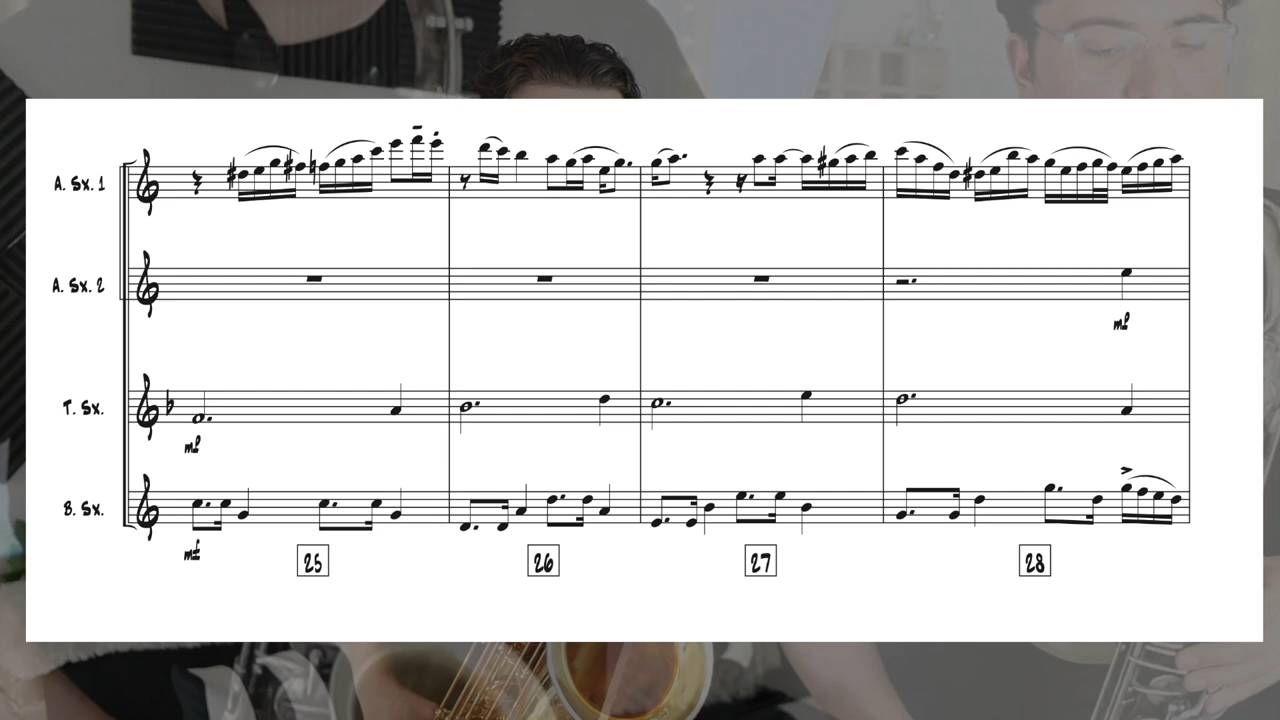 A. Sx. 1
A. Sx. 2
mf
T. Sx.
mf
B. Sx.
mf
25 26 27 28